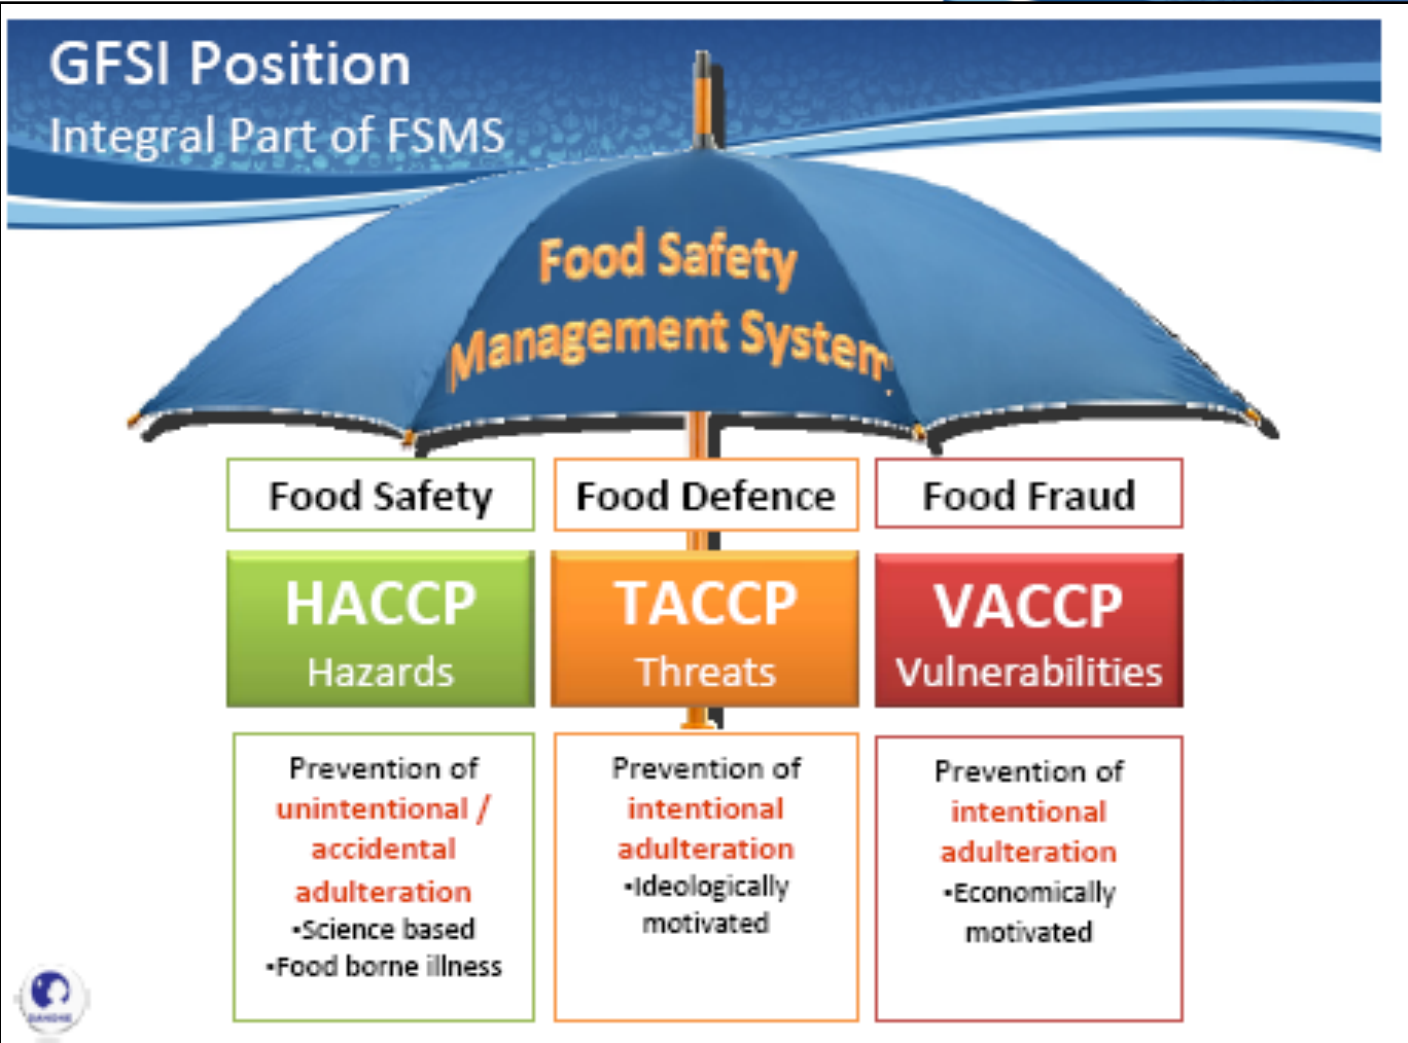 GFSI Position
Integral Part of FSMS
Food Safety
Management System
Food Safety
Food Defence
Food Fraud
HACCP
Hazards
TACCP
Threats
VACCP
Vulnerabilities
Prevention of
unintentional /
accidental
adulteration
•Science based
•Food borne illness
Prevention of
intentional
adulteration
•Ideologically
motivated
Prevention of
intentional
adulteration
•Economically
motivated
DANONE